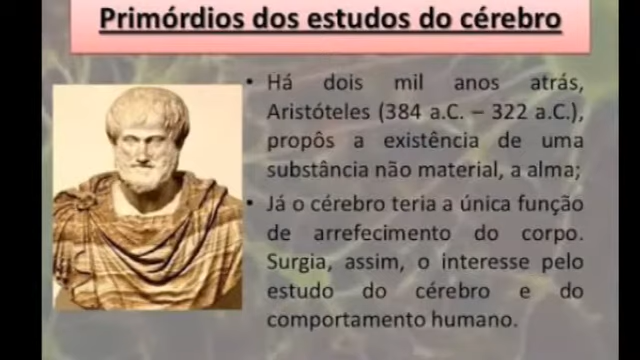 Primórdios dos estudos do cérebro
• Há dois mil anos atrás,
Aristóteles (384 a.C. – 322 a.C.),
propôs a existência de uma
substância não material, a alma;
• Já o cérebro teria a única função
de arrefecimento do corpo.
Surgia, assim, o interesse pelo
estudo do cérebro e do
comportamento humano.